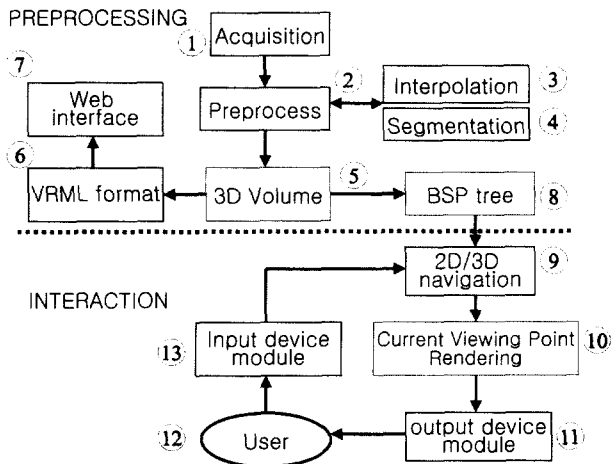 PREPROCESSING
1
Acquisition
7
2
Web
interface
Preprocess
Interpolation
3
Segmentation
4
6
VRML format
3D Volume
5
BSP tree
8
2D/3D
navigation
9
INTERACTION
13
Input device
module
Current Viewing Point
Rendering
10
12
User
output device
module
11